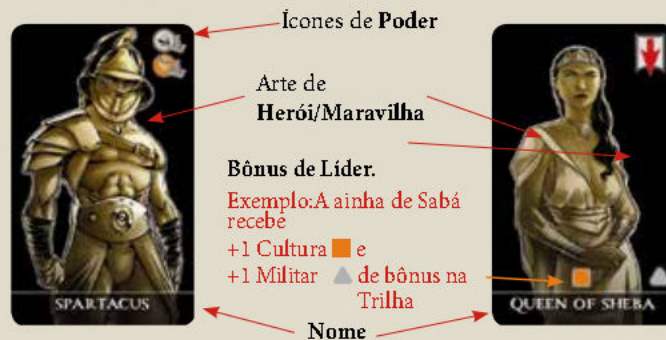 Ícones de Poder
Arte de
Herói/Maravilha
Bônus de Líder.
Exemplo:A ainha de Sabá
recebe
+1 Cultura e
+1 Militar de bônus na
Trilha
SPARTACUS
QUEEN OF SHEBA
Nome